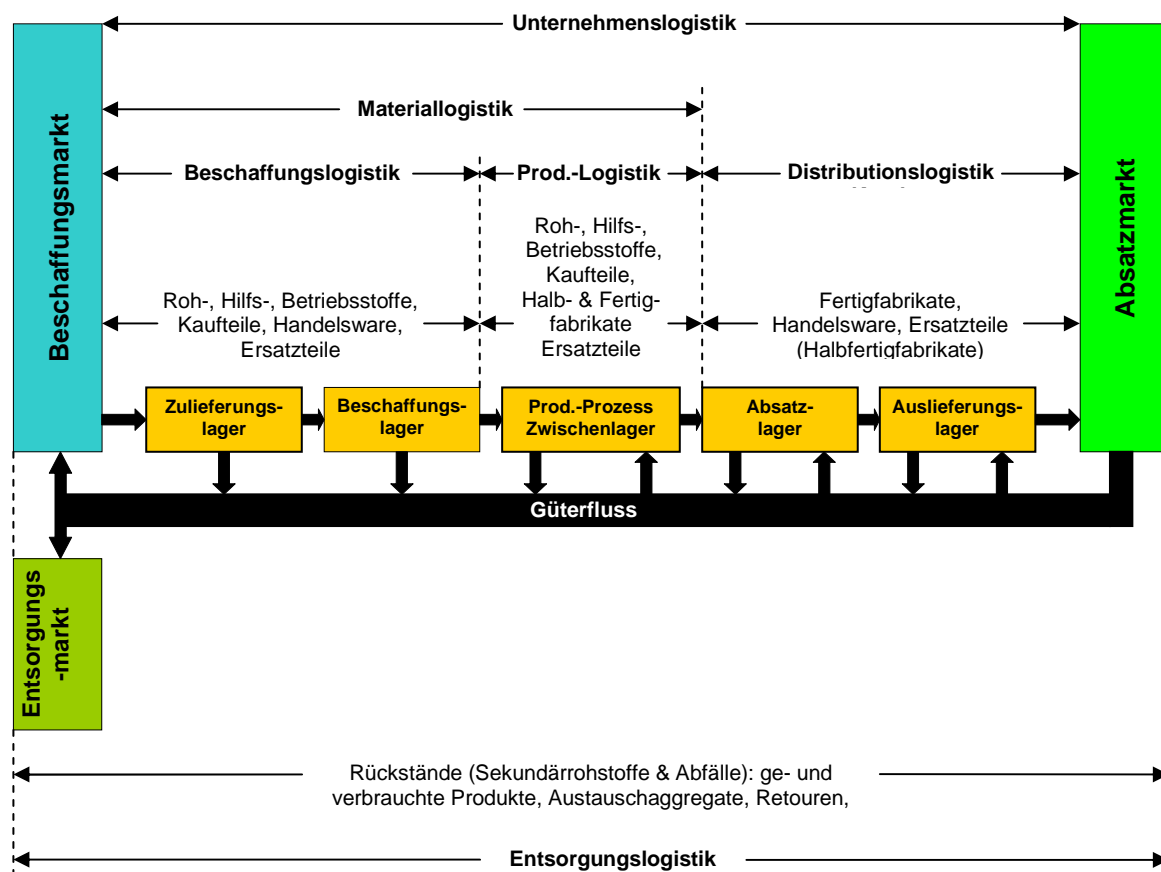 Unternehmenslogistik
Materiallogistik
Beschaffungslogistik
Prod.-Logistik
Distributionslogistik
Beschaffungsmarkt
Absatzmarkt
Roh-, Hilfs-, Betriebsstoffe,
Kaufteile, Handelsware,
Ersatzteile
Roh-, Hilfs-,
Betriebsstoffe,
Kaufteile,
Halb- & Fertig-
fabrikate
Ersatzteile
Fertigfabrikate,
Handelsware, Ersatzteile
(Halbfertigfabrikate)
Zulieferungs-
lager
Beschaffungs-
lager
Prod.-Prozess
Zwischenlager
Absatz-
lager
Auslieferungs-
lager
Güterfluss
Entsorgungs
-markt
Rückstände (Sekundärrohstoffe & Abfälle): ge- und
verbrauchte Produkte, Austauschaggregate, Retouren,
Entsorgungslogistik